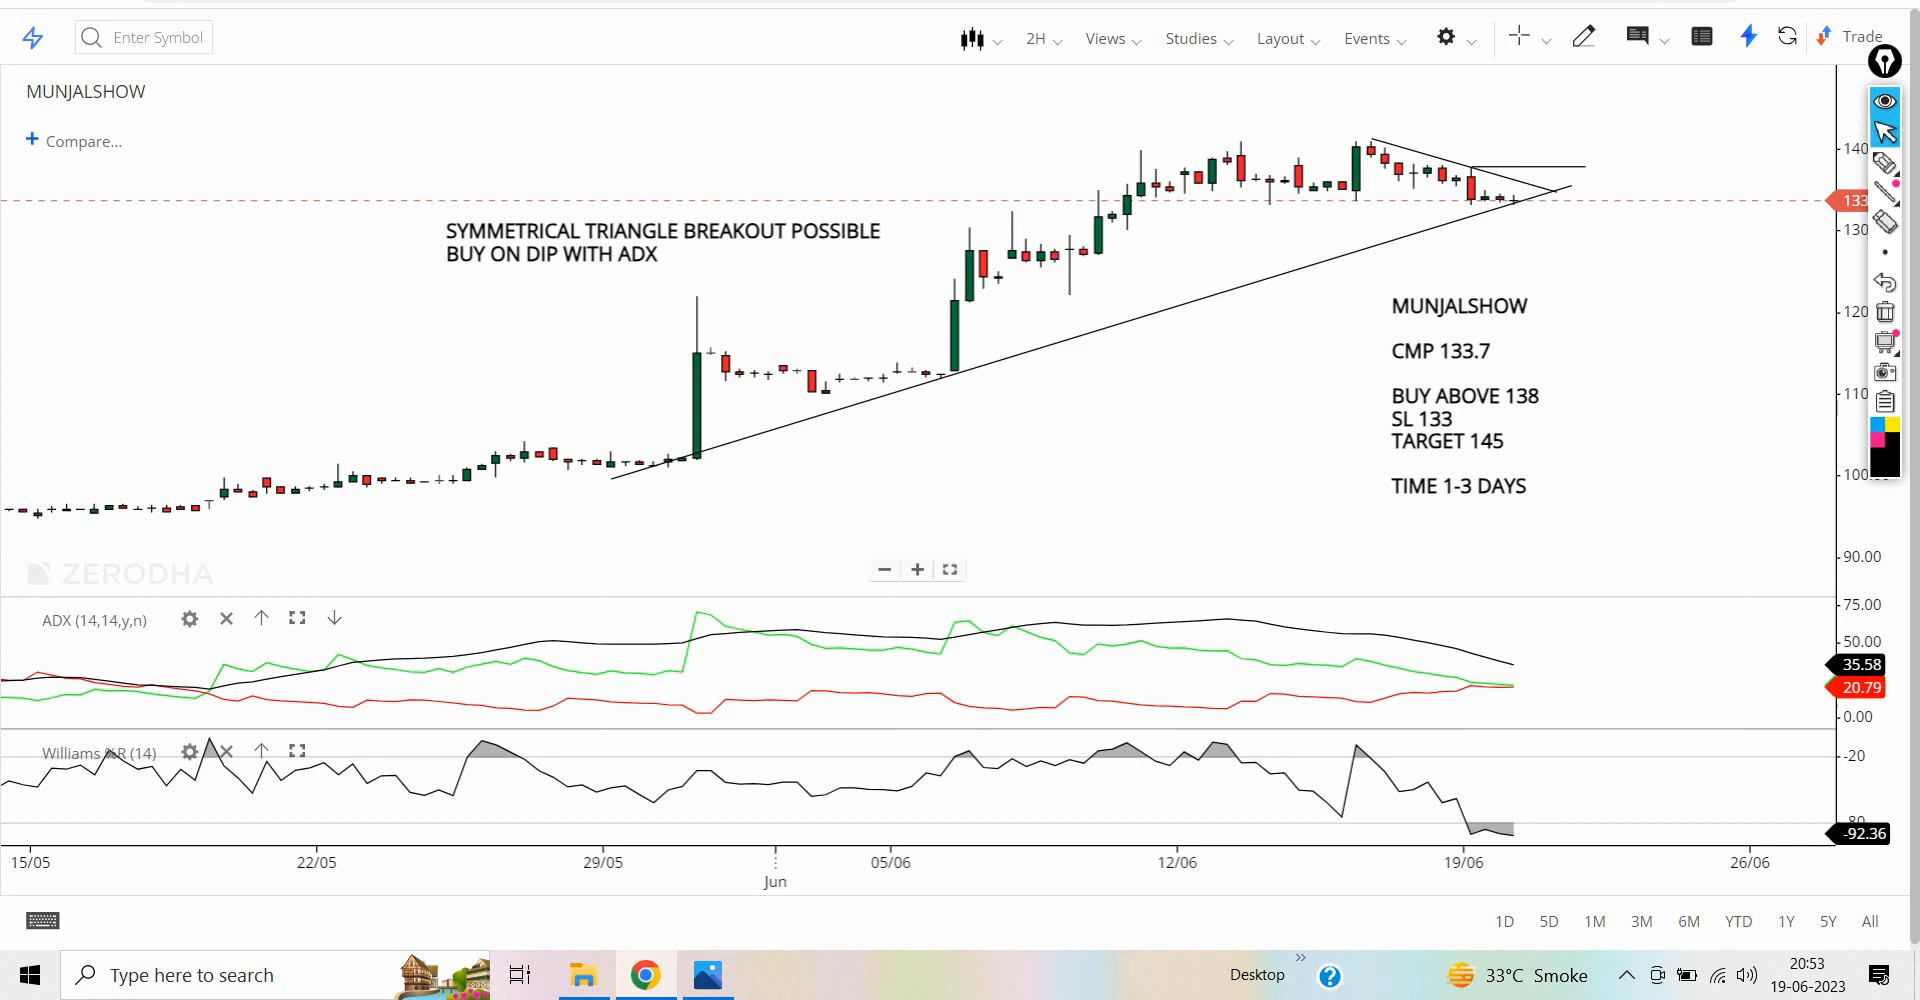 Enter Symbol
2H
Views
Studies
Layout
Events
Trade
MUNJALSHOW
+ Compare...
140
133
130
SYMMETRICAL TRIANGLE BREAKOUT POSSIBLE
BUY ON DIP WITH ADX
MUNJALSHOW
120
CMP 133.7
BUY ABOVE 138
110
SL 133
TARGET 145
100
TIME 1-3 DAYS
90.00
ZERODHA
ADX (14,14,y,n)
75.00
50.00
35.58
20.79
0.00
Williams %R (14)
-20
-80
-92.36
15/05
22/05
29/05
05/06
12/06
19/06
26/06
Jun
1D 5D 1M 3M 6M YTD 1Y 5Y All
Type here to search
Desktop
33°C Smoke
20:53
19-06-2023